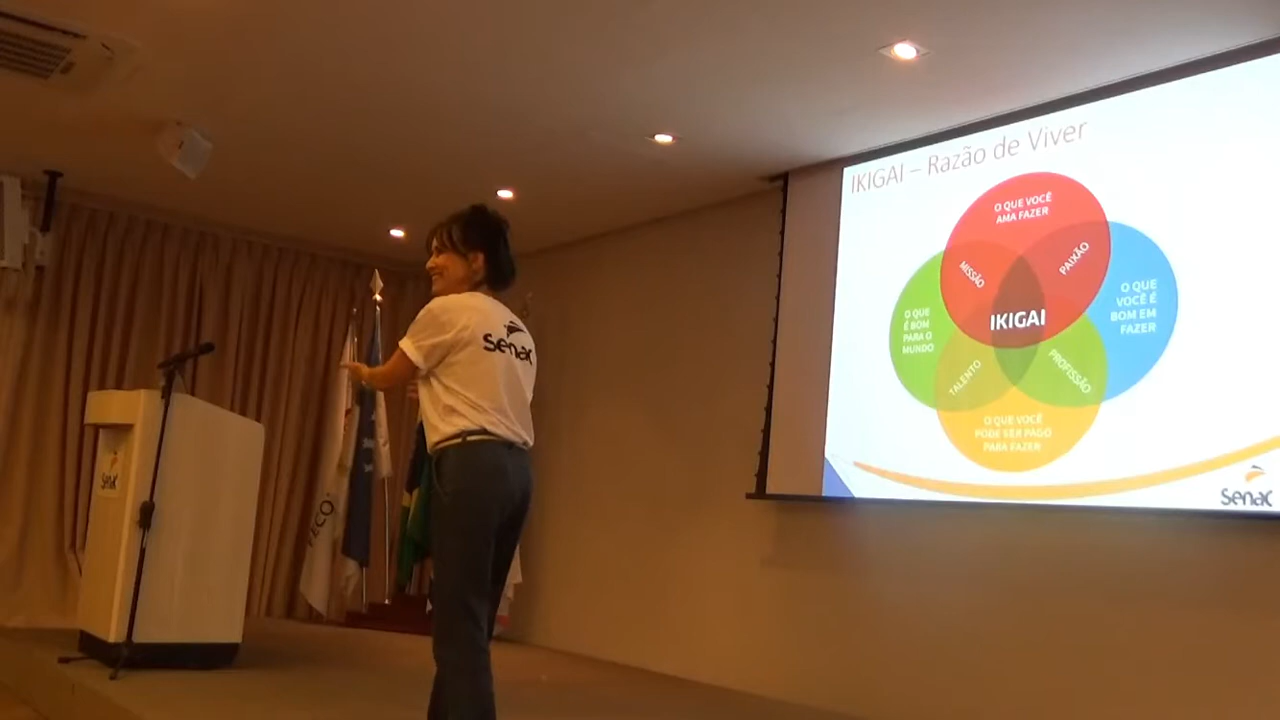 IKIGAI – Razão de Viver
O QUE VOCÊ
AMA FAZER
MISSÃO
PAIXÃO
O QUE
É BOM
PARA O
MUNDO
IKIGAI
O QUE
VOCÊ É
BOM EM
FAZER
TALENTO
PROFISSÃO
O QUE VOCÊ
PODE SER PAGO
PARA FAZER
Senac
Senac
Senac